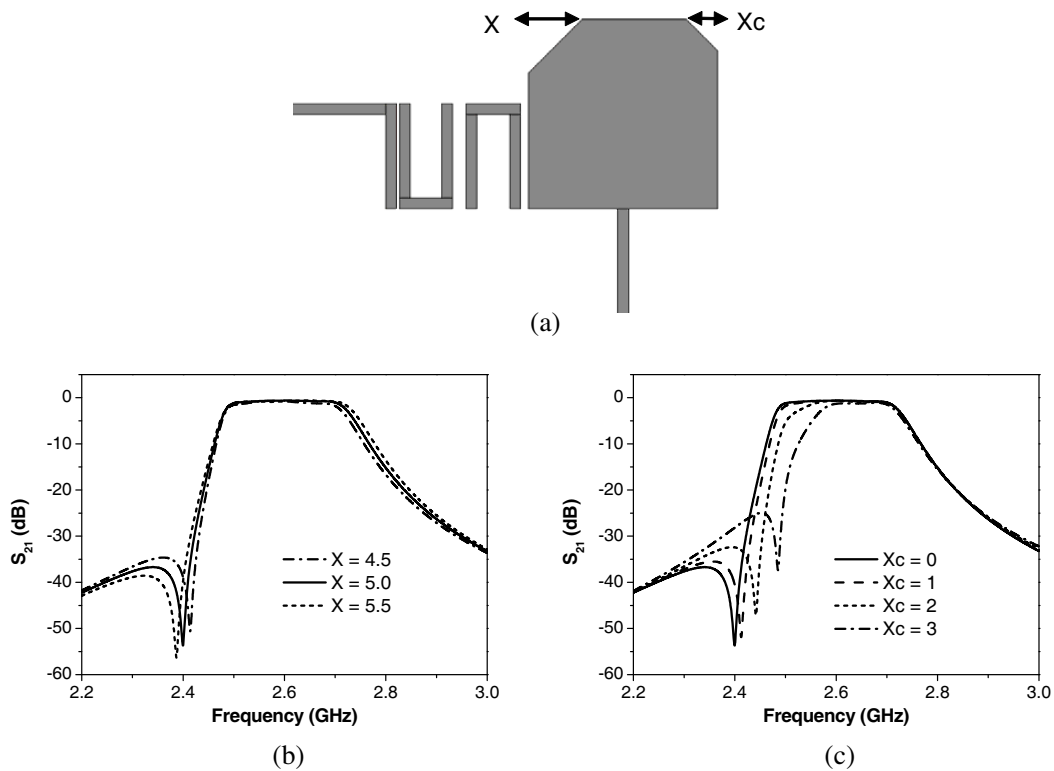 X
Xc
(a)
0
-10
-20
-30
-40
-50
-60
S21 (dB)
X = 4.5
X = 5.0
X = 5.5
2.2 2.4 2.6 2.8 3.0
Frequency (GHz)
(b)
0
-10
-20
-30
-40
-50
-60
S21 (dB)
Xc = 0
Xc = 1
Xc = 2
Xc = 3
2.2 2.4 2.6 2.8 3.0
Frequency (GHz)
(c)